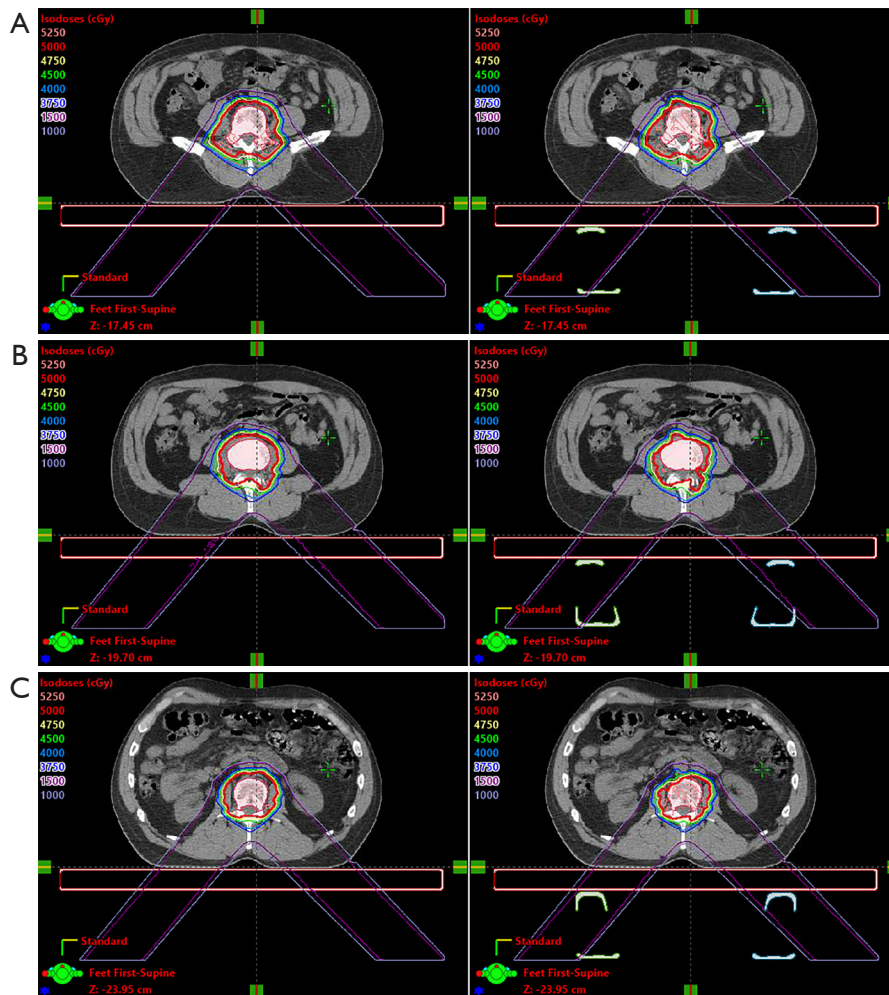 A
Isodoses (cGy)
5250
5000
4750
4500
4000
3750
1500
1000
Standard
Feet First-Supine
Z: -17.45 cm
Isodoses (cGy)
5250
5000
4750
4500
4000
3750
1500
1000
Standard
Feet First-Supine
Z: -17.45 cm
B
Isodoses (cGy)
5250
5000
4750
4500
4000
3750
1500
1000
Standard
Feet First-Supine
Z: -19.70 cm
Isodoses (cGy)
5250
5000
4750
4500
4000
3750
1500
1000
Standard
Feet First-Supine
Z: -19.70 cm
C
Isodoses (cGy)
5250
5000
4750
4500
4000
3750
1500
1000
Standard
Feet First-Supine
Z: -23.95 cm
Isodoses (cGy)
5250
5000
4750
4500
4000
3750
1500
1000
Standard
Feet First-Supine
Z: -23.95 cm